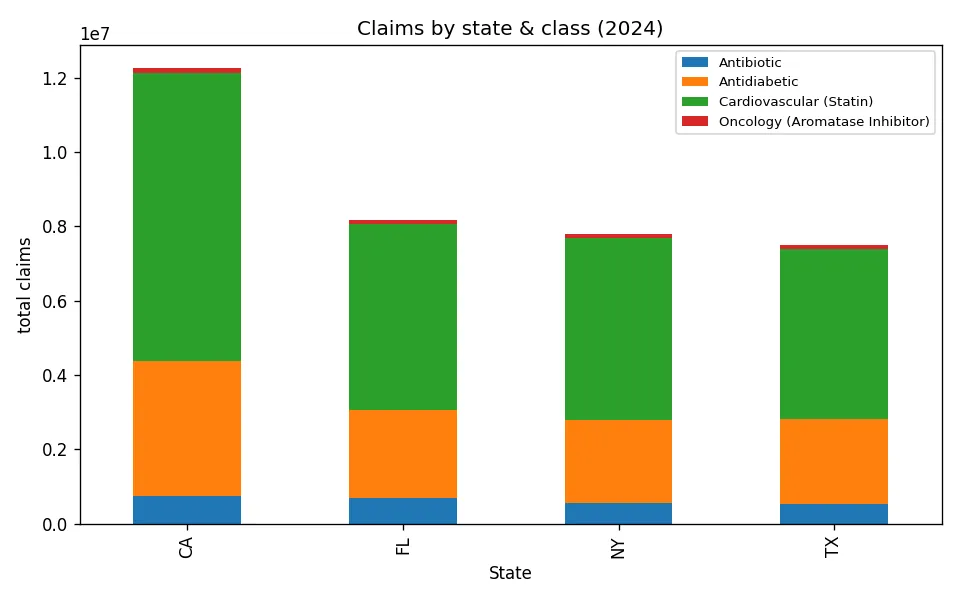 Claims by state & class (2024)
1e7
Antibiotic
Antidiabetic
Cardiovascular (Statin)
Oncology (Aromatase Inhibitor)
total claims
1.2
1.0
0.8
0.6
0.4
0.2
0.0
CA
FL
NY
TX
State